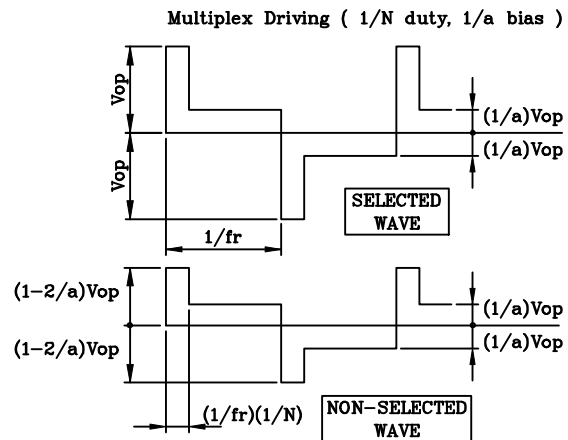 Multiplex Driving ( 1/N duty, 1/a bias )
Vop
(1/a)Vop
(1/a)Vop
Vop
SELECTED
WAVE
1/fr
(1-2/a)Vop
(1/a)Vop
(1-2/a)Vop
(1/a)Vop
(1/fr)(1/N)
NON-SELECTED
WAVE